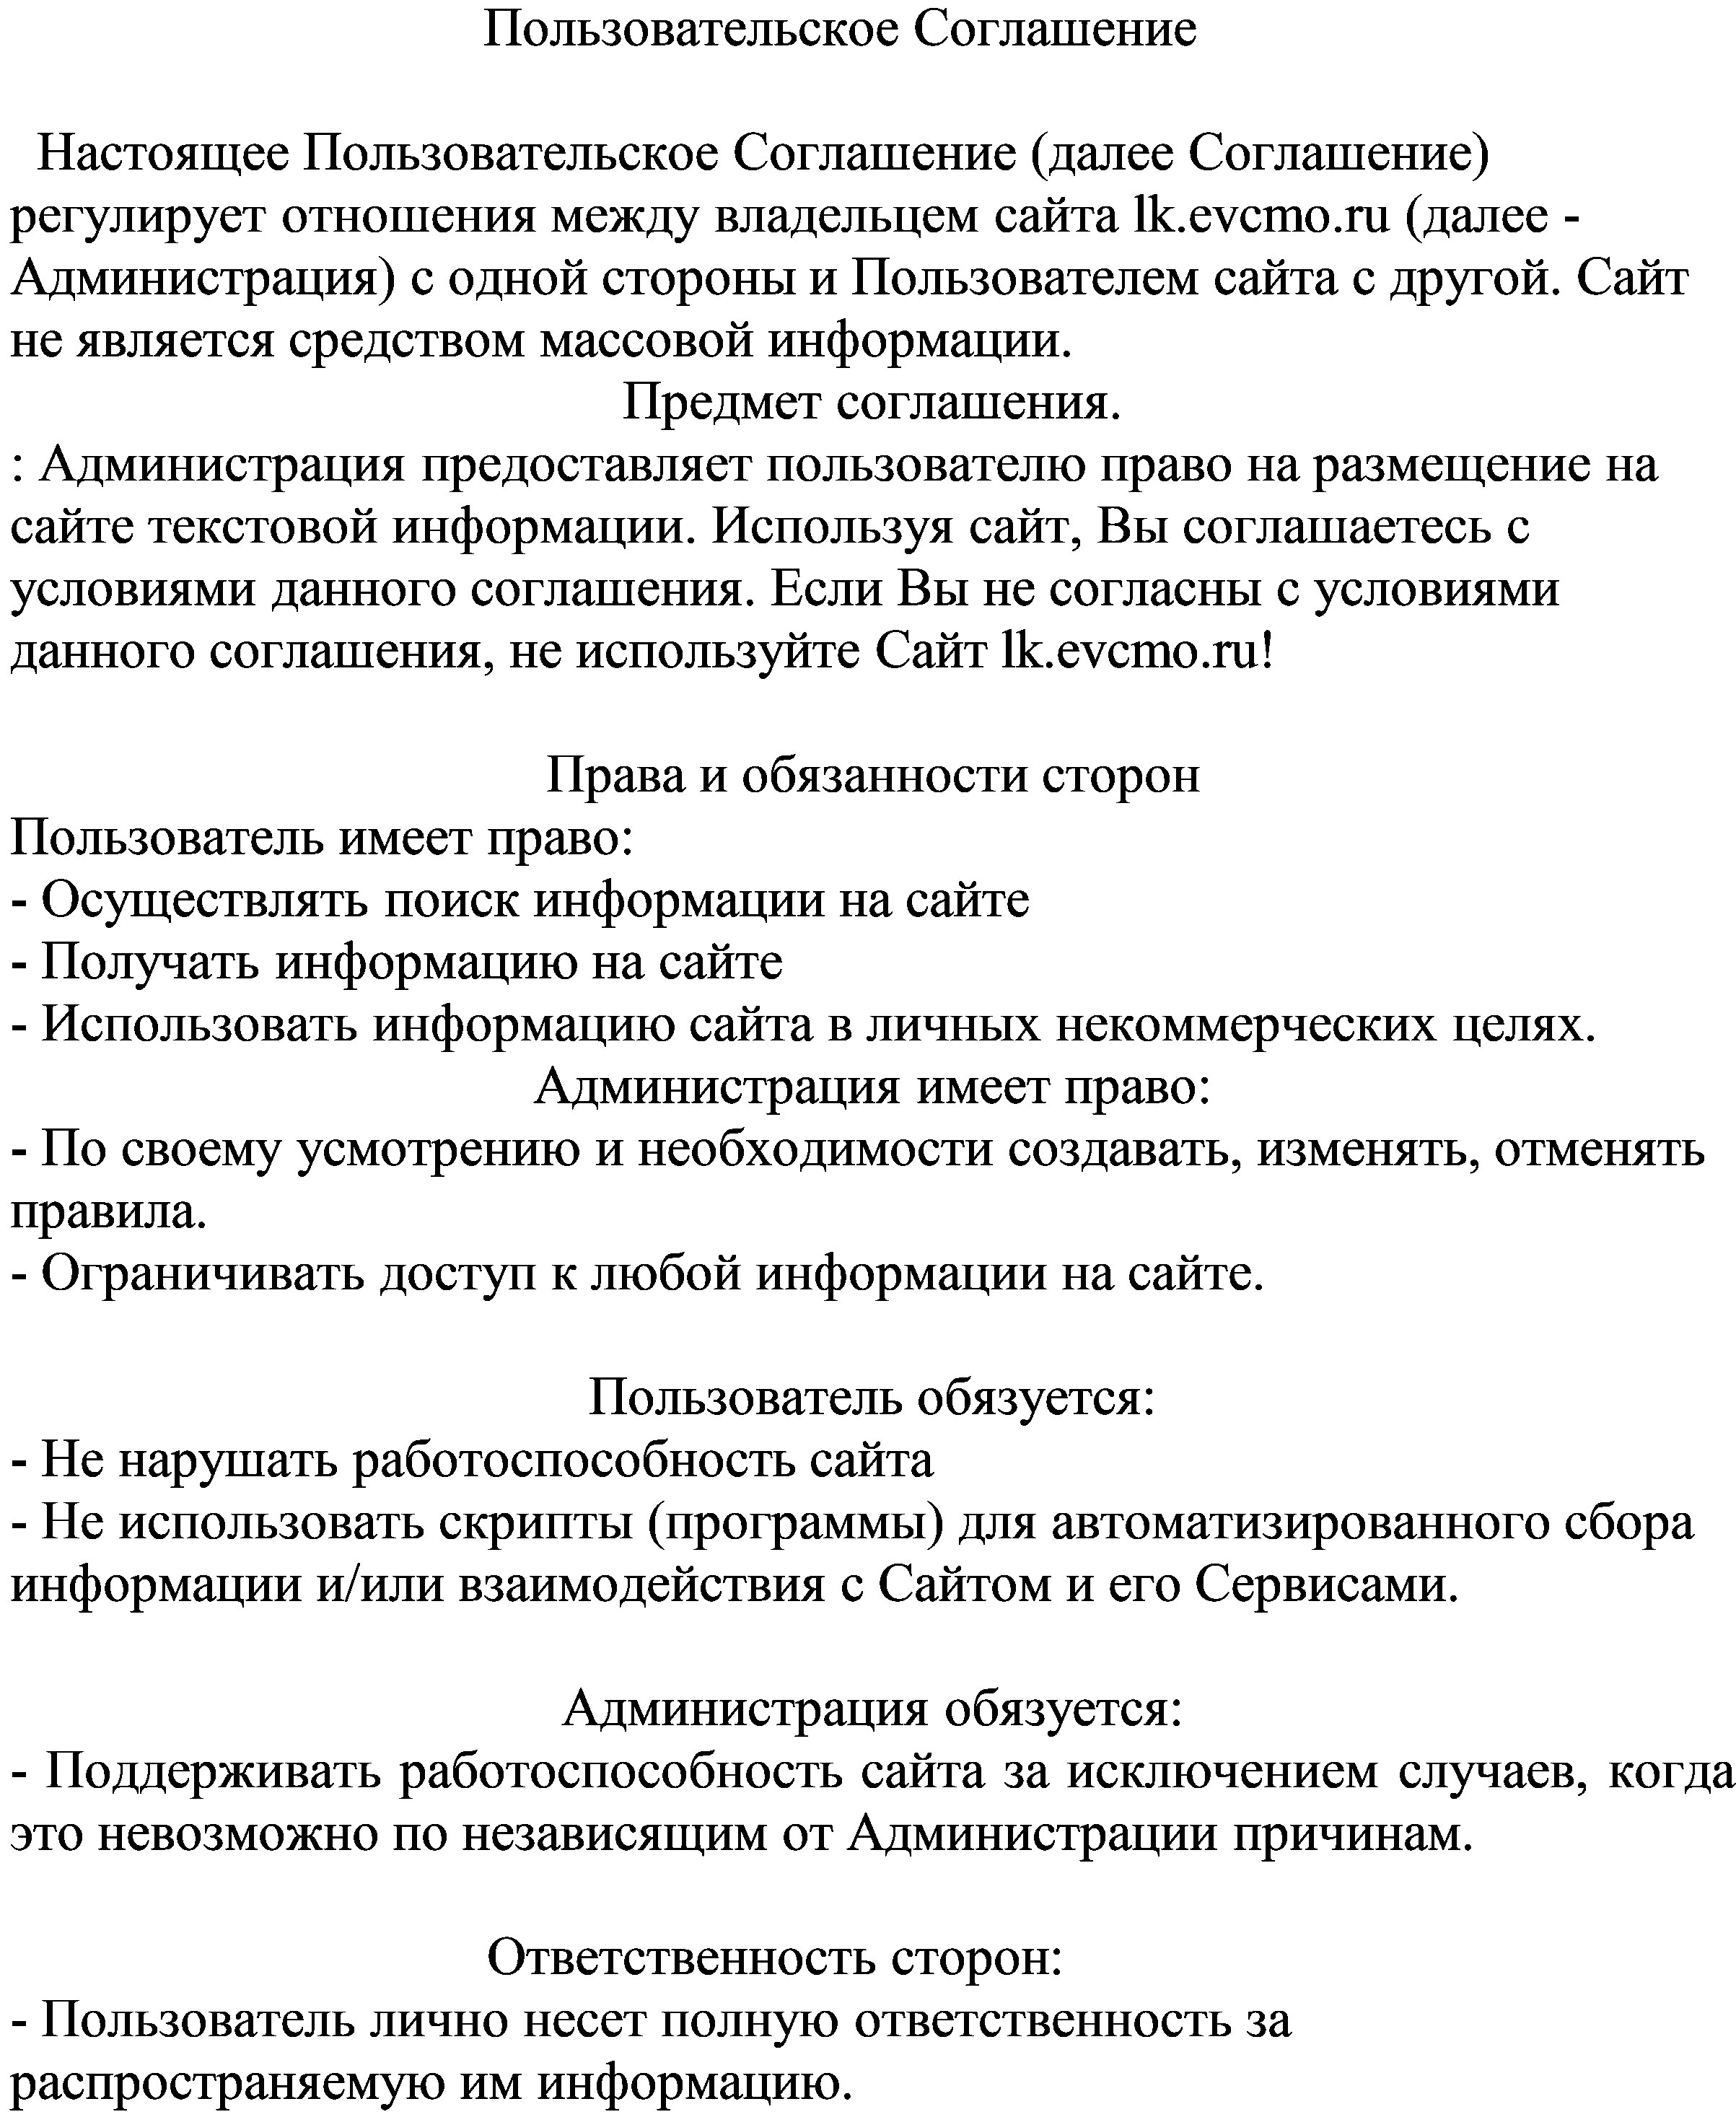 Пользовательское Соглашение
Настоящее Пользовательское Соглашение (далее Соглашение)
регулирует отношения между владельцем сайта lk.evcmo.ru (далее -
Администрация) с одной стороны и Пользователем сайта с другой. Сайт
не является средством массовой информации.
Предмет соглашения.
: Администрация предоставляет пользователю право на размещение на
сайте текстовой информации. Используя сайт, Вы соглашаетесь с
условиями данного соглашения. Если Вы не согласны с условиями
данного соглашения, не используйте Сайт lk.evcmo.ru!
Права и обязанности сторон
Пользователь имеет право:
- Осуществлять поиск информации на сайте
- Получать информацию на сайте
- Использовать информацию сайта в личных некоммерческих целях.
Администрация имеет право:
- По своему усмотрению и необходимости создавать, изменять, отменять
правила.
- Ограничивать доступ к любой информации на сайте.
Пользователь обязуется:
- Не нарушать работоспособность сайта
- Не использовать скрипты (программы) для автоматизированного сбора
информации и/или взаимодействия с Сайтом и его Сервисами.
Администрация обязуется:
- Поддерживать работоспособность сайта за исключением случаев, когда
это невозможно по независящим от Администрации причинам.
Ответственность сторон:
- Пользователь лично несет полную ответственность за
распространяемую им информацию.